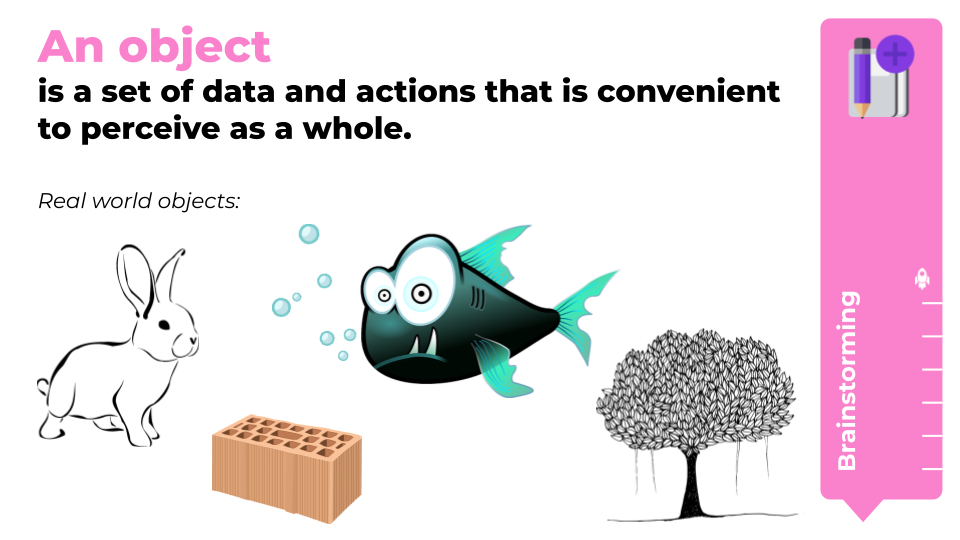 An object
is a set of data and actions that is convenient
to perceive as a whole.
Real world objects:
Brainstorming